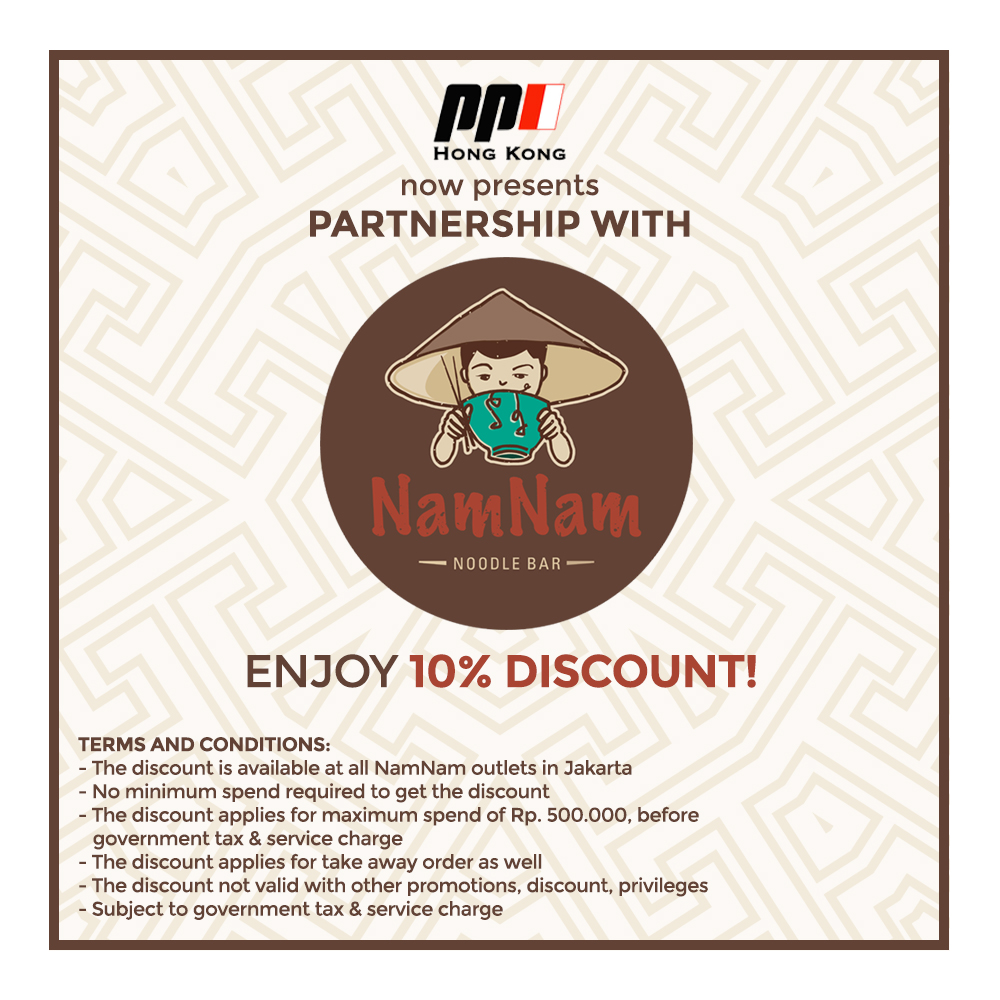 PPI
HONG KONG
now presents
PARTNERSHIP WITH
NamNam
NOODLE BAR
ENJOY 10% DISCOUNT!
TERMS AND CONDITIONS:
- The discount is available at all NamNam outlets in Jakarta
- No minimum spend required to get the discount
- The discount applies for maximum spend of Rp. 500.000, before
government tax & service charge
- The discount applies for take away order as well
- The discount not valid with other promotions, discount, privileges
- Subject to government tax & service charge